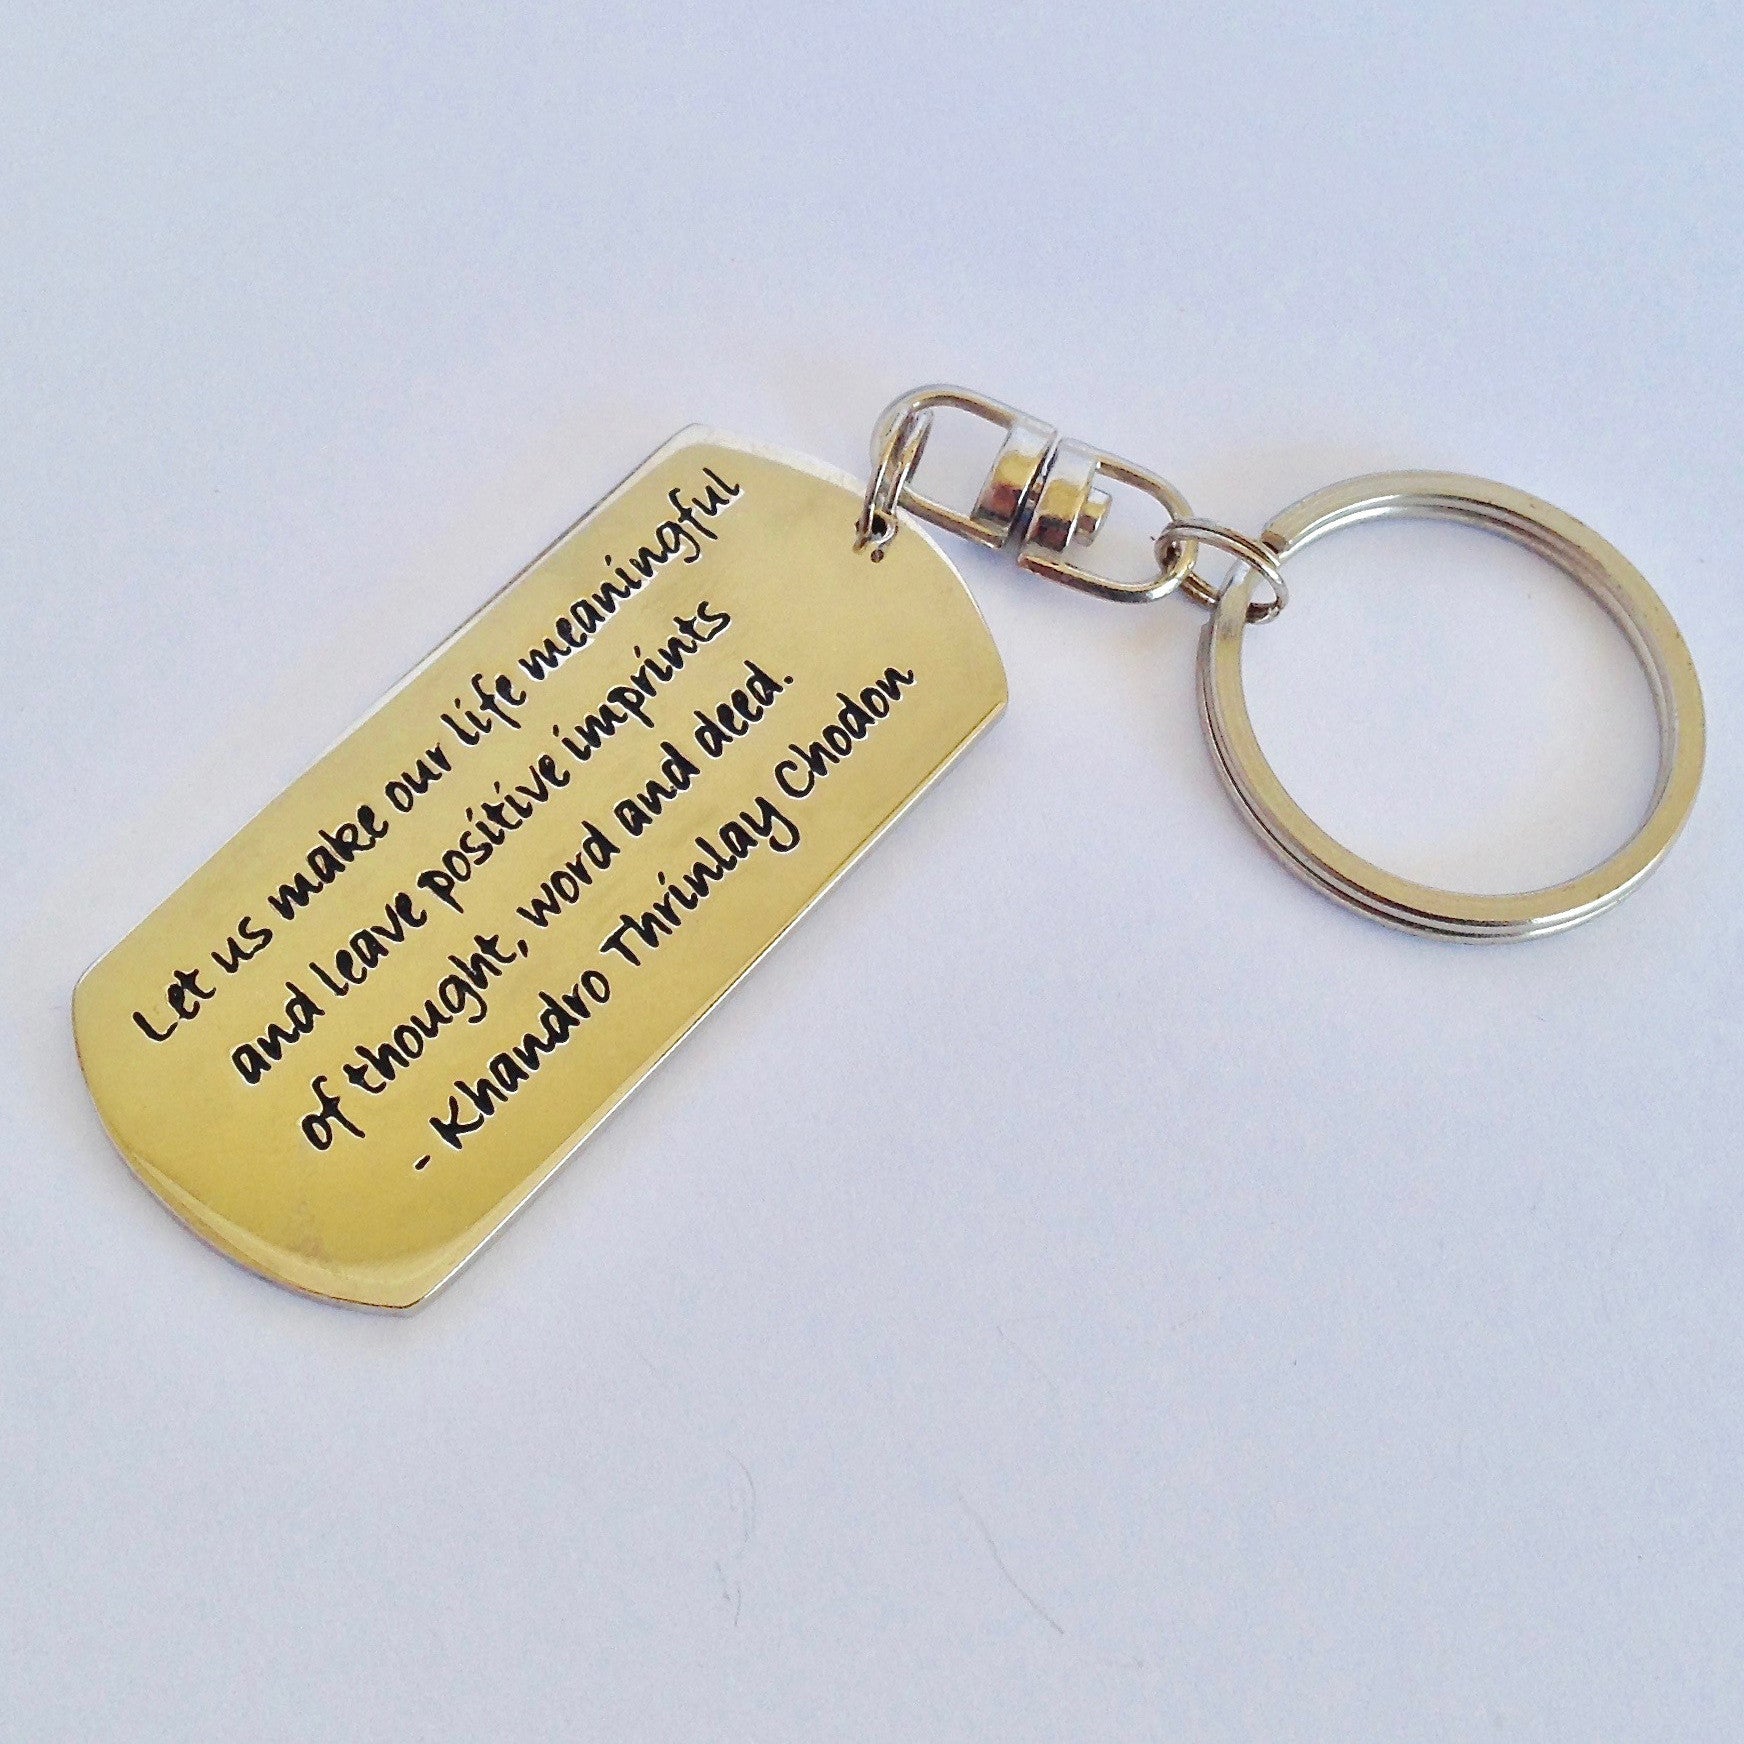 Let us make our life meaningful
and leave positive imprints
of thought, word and deed.
- Khandro Thrinlay Chodon